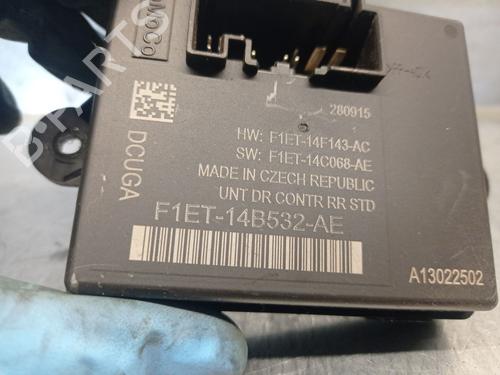 280915
HW: F1ET-14F143-AC
SW: F1ET-14C068-AE
MADE IN CZECH REPUBLIC
UNT DR CONTR RR STD
DCUGA
F1ET-14B532-AE
A13022502
B-PARTS